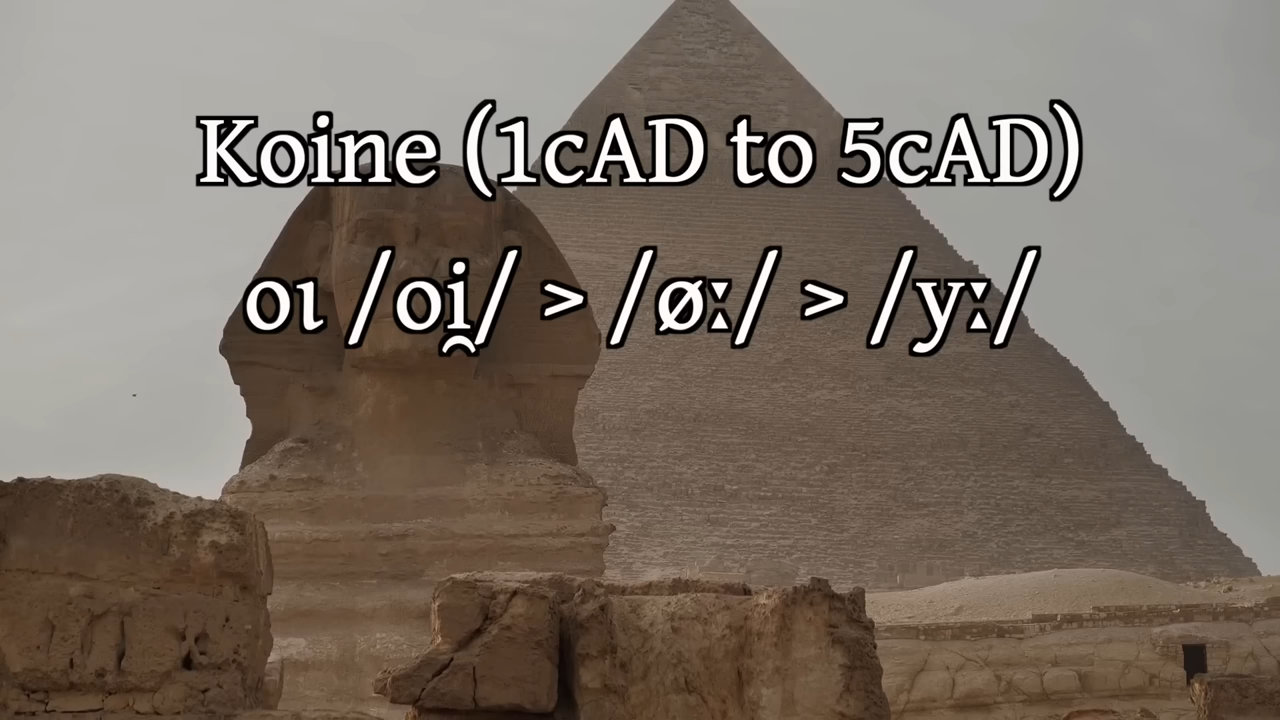 Koine (1cAD to 5cAD)
οι /oi̯/ > /øː/ > /yː/